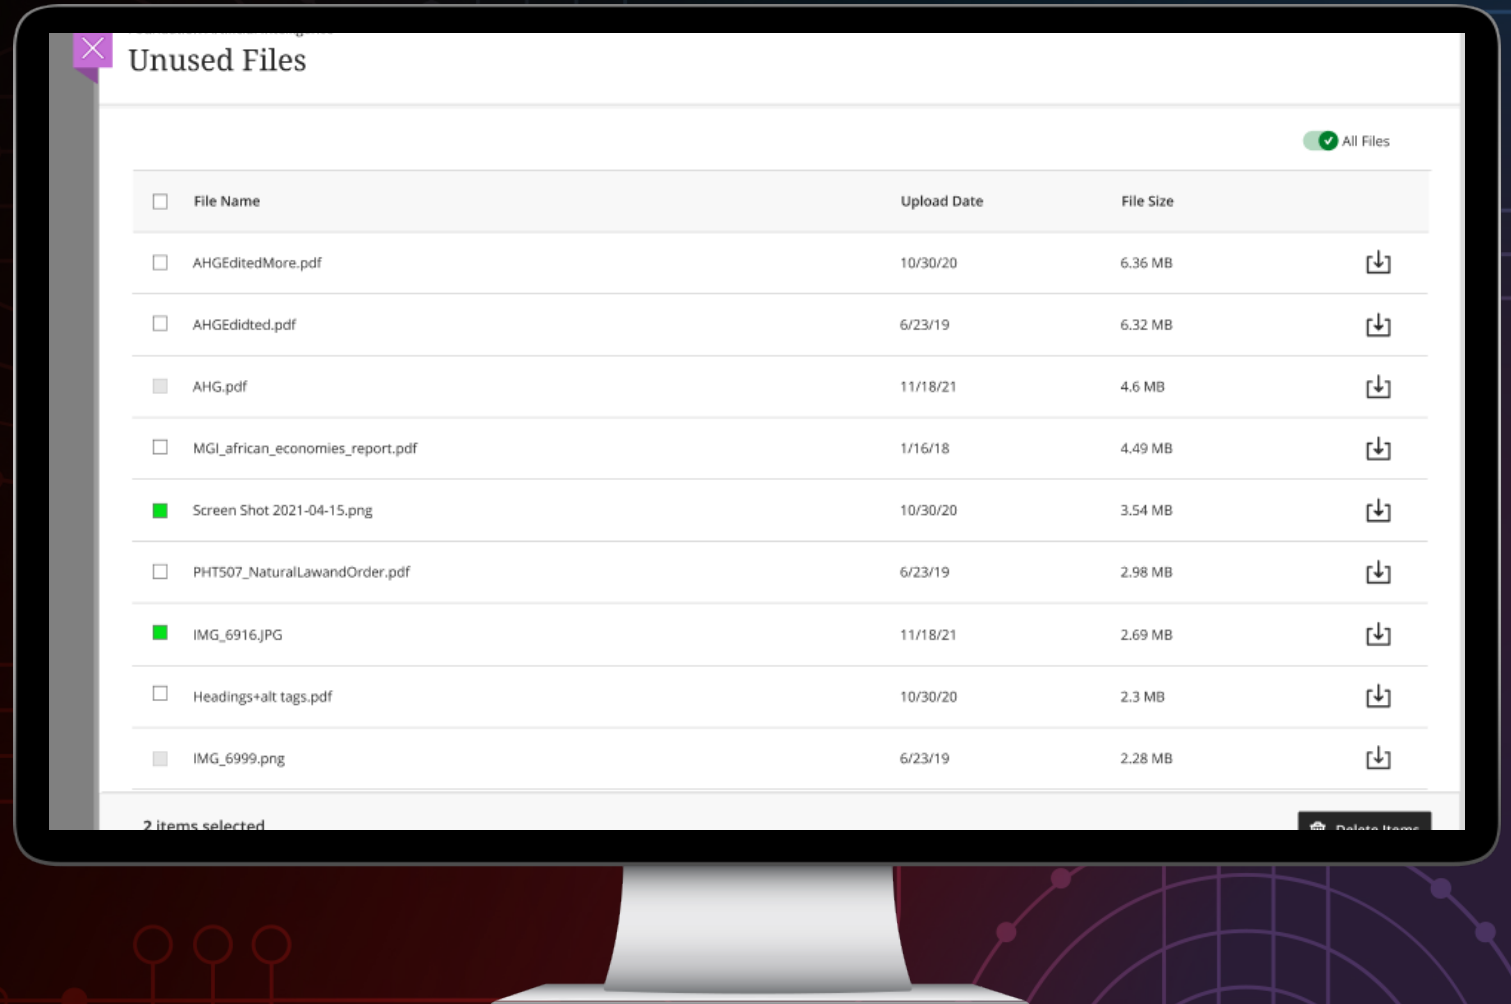 Unused Files
All Files
File Name Upload Date File Size
AHGEditedMore.pdf 10/30/20 6.36 MB
AHGEdidted.pdf 6/23/19 6.32 MB
AHG.pdf 11/18/21 4.6 MB
MGI_african_economies_report.pdf 1/16/18 4.49 MB
Screen Shot 2021-04-15.png 10/30/20 3.54 MB
PHT507_NaturalLawandOrder.pdf 6/23/19 2.98 MB
IMG_6916.JPG 11/18/21 2.69 MB
Headings+alt tags.pdf 10/30/20 2.3 MB
IMG_6999.png 6/23/19 2.28 MB
2 items selected Delete Items